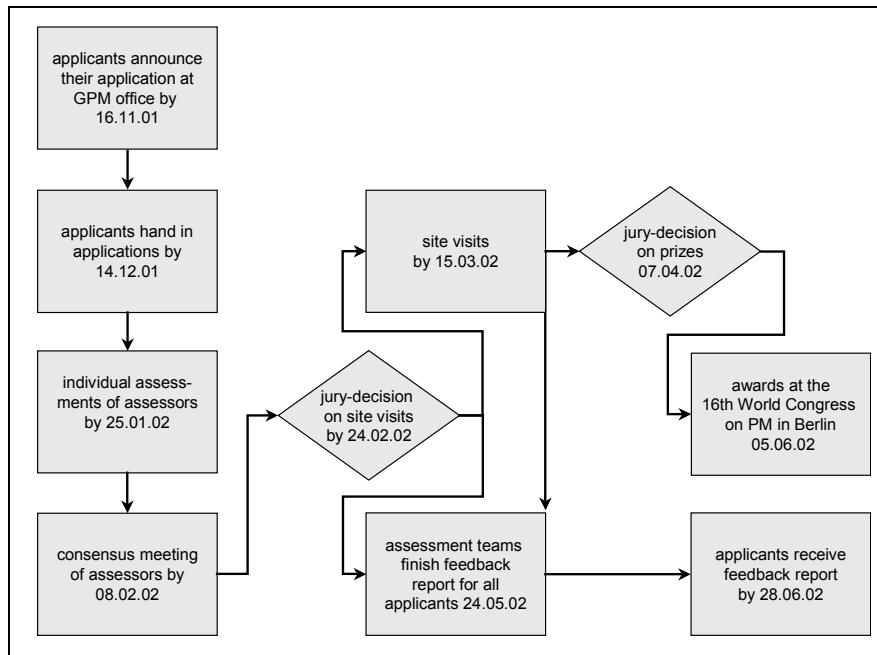 applicants announce
their application at
GPM office by
16.11.01
applicants hand in
applications by
14.12.01
individual assess-
ments of assessors
by 25.01.02
consensus meeting
of assessors by
08.02.02
jury-decision
on site visits
by 24.02.02
site visits
by 15.03.02
jury-decision
on prizes
07.04.02
awards at the
16th World Congress
on PM in Berlin
05.06.02
assessment teams
finish feedback
report for all
applicants 24.05.02
applicants receive
feedback report
by 28.06.02